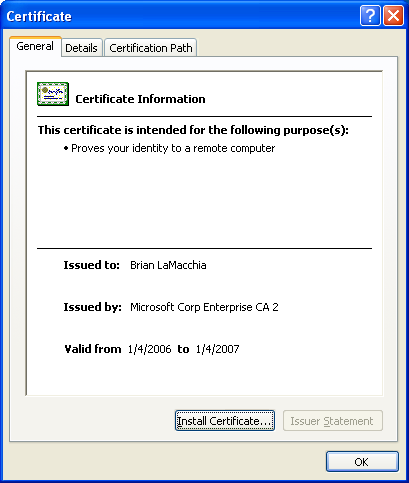 Certificate
General Details Certification Path
Certificate Information
This certificate is intended for the following purpose(s):
• Proves your identity to a remote computer
Issued to: Brian LaMacchia
Issued by: Microsoft Corp Enterprise CA 2
Valid from 1/4/2006 to 1/4/2007
Install Certificate... Issuer Statement
OK